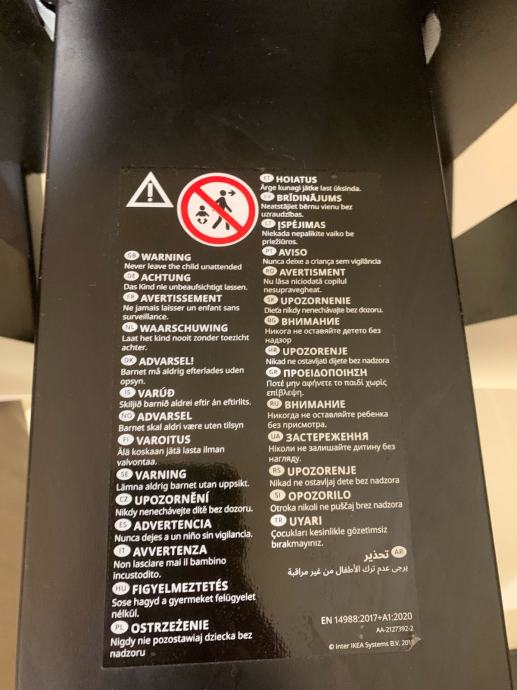 GB WARNING
Never leave the child unattended
DE ACHTUNG
Das Kind nie unbeaufsichtigt lassen.
FR AVERTISSEMENT
Ne jamais laisser un enfant sans
surveillance.
NL WAARSCHUWING
Laat het kind nooit zonder toezicht
achter.
DK ADVARSEL!
Barnet må aldrig efterlades uden
opsyn.
IS VARÚÐ
Skiljið barnið aldrei eftir án eftirlits.
NO ADVARSEL
Barnet skal aldri være uten tilsyn
FI VAROITUS
Älä koskaan jätä lasta ilman
valvontaa.
SE VARNING
Lämna aldrig barnet utan uppsikt.
CZ UPOZORNĚNÍ
Nikdy nenechávejte dítě bez dozoru.
ES ADVERTENCIA
Nunca dejes a un niño sin vigilancia.
IT AVVERTENZA
Non lasciare mai il bambino
incustodito.
HU FIGYELMEZTETÉS
Sose hagyd a gyermeket felügyelet
nélkül.
PL OSTRZEŻENIE
Nigdy nie pozostawiaj dziecka bez
nadzoru
EE HOIATUS
Ärge kunagi jätke last üksinda.
LV BRĪDINĀJUMS
Neatstājiet bērnu vienu bez
uzraudzības.
LT ĮSPĖJIMAS
Niekada nepalikite vaiko be
priežiūros.
PT AVISO
Nunca deixe a criança sem vigilância
RO AVERTISMENT
Nu lăsa niciodată copilul
nesupravegheat.
SK UPOZORNENIE
Dieťa nikdy nenechávajte bez dozoru.
BG ВНИМАНИЕ
Никога не оставяйте детето без
надзор
HR UPOZORENJE
Nikad ne ostavljati dijete bez nadzora
GR ΠΡΟΕΙΔΟΠΟΙΗΣΗ
Ποτέ μην αφήνετε το παιδί χωρίς
επίβλεψη.
RU ВНИМАНИЕ
Никогда не оставляйте ребенка
без присмотра.
UA ЗАСТЕРЕЖЕННЯ
Ніколи не залишайте дитину без
нагляду.
RS UPOZORENJE
Nikad ne ostavljaj dete bez nadzora
SI OPOZORILO
Otroka nikoli ne puščaj brez nadzora
TR UYARI
Çocukları kesinlikle gözetimsiz
bırakmayınız.
AR تحذير
يرجى عدم ترك الأطفال من غير مراقبة
EN 14988:2017+A1:2020
AA-2127392-2
© Inter IKEA Systems B.V.